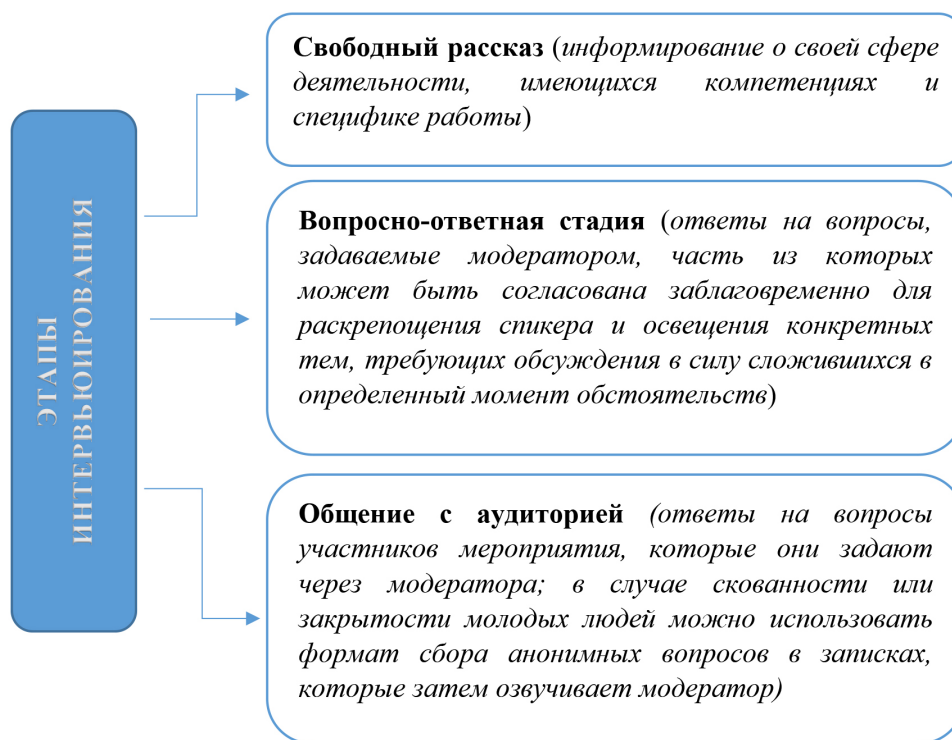 ЭТАПЫ
ИНТЕРВЬЮИРОВАНИЯ
Свободный рассказ (информирование о своей сфере
деятельности, имеющихся компетенциях и
специфике работы)
Вопросно-ответная стадия (ответы на вопросы,
задаваемые модератором, часть из которых
может быть согласована заблаговременно для
раскрепощения спикера и освещения конкретных
тем, требующих обсуждения в силу сложившихся в
определенный момент обстоятельств)
Общение с аудиторией (ответы на вопросы
участников мероприятия, которые они задают
через модератора; в случае скованности или
закрытости молодых людей можно использовать
формат сбора анонимных вопросов в записках,
которые затем озвучивает модератор)